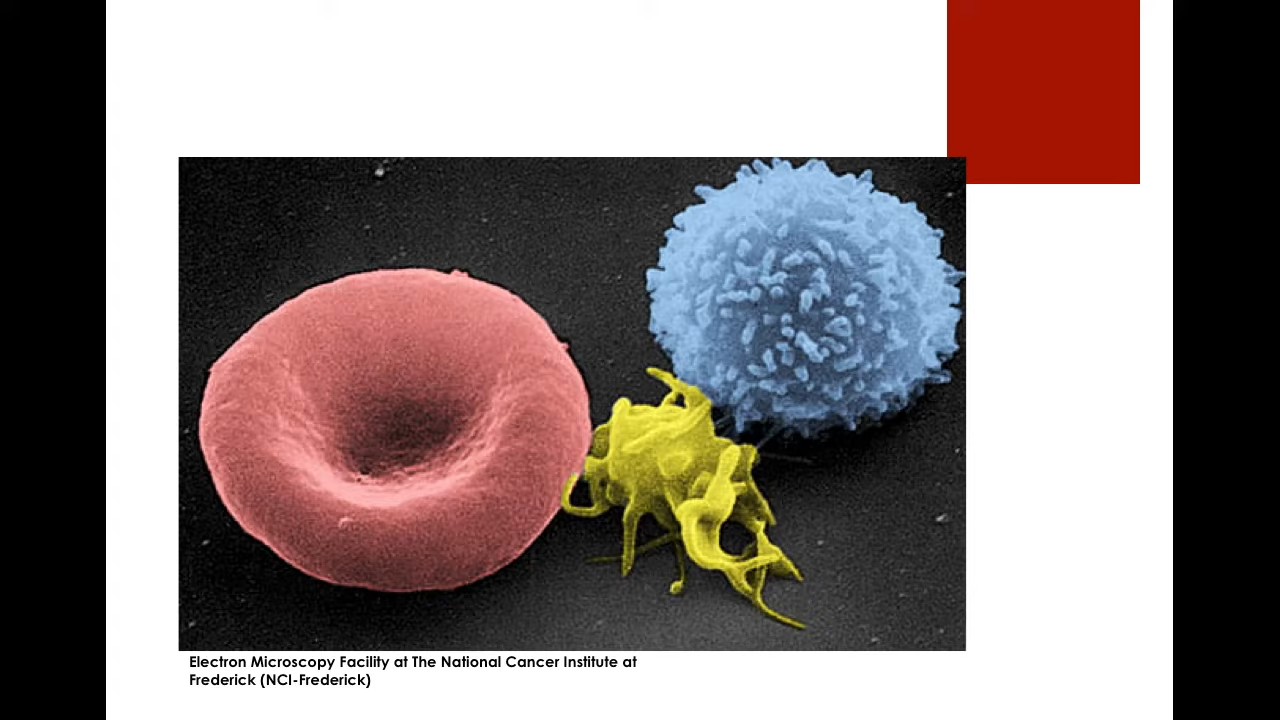 Electron Microscopy Facility at The National Cancer Institute at
Frederick (NCI-Frederick)